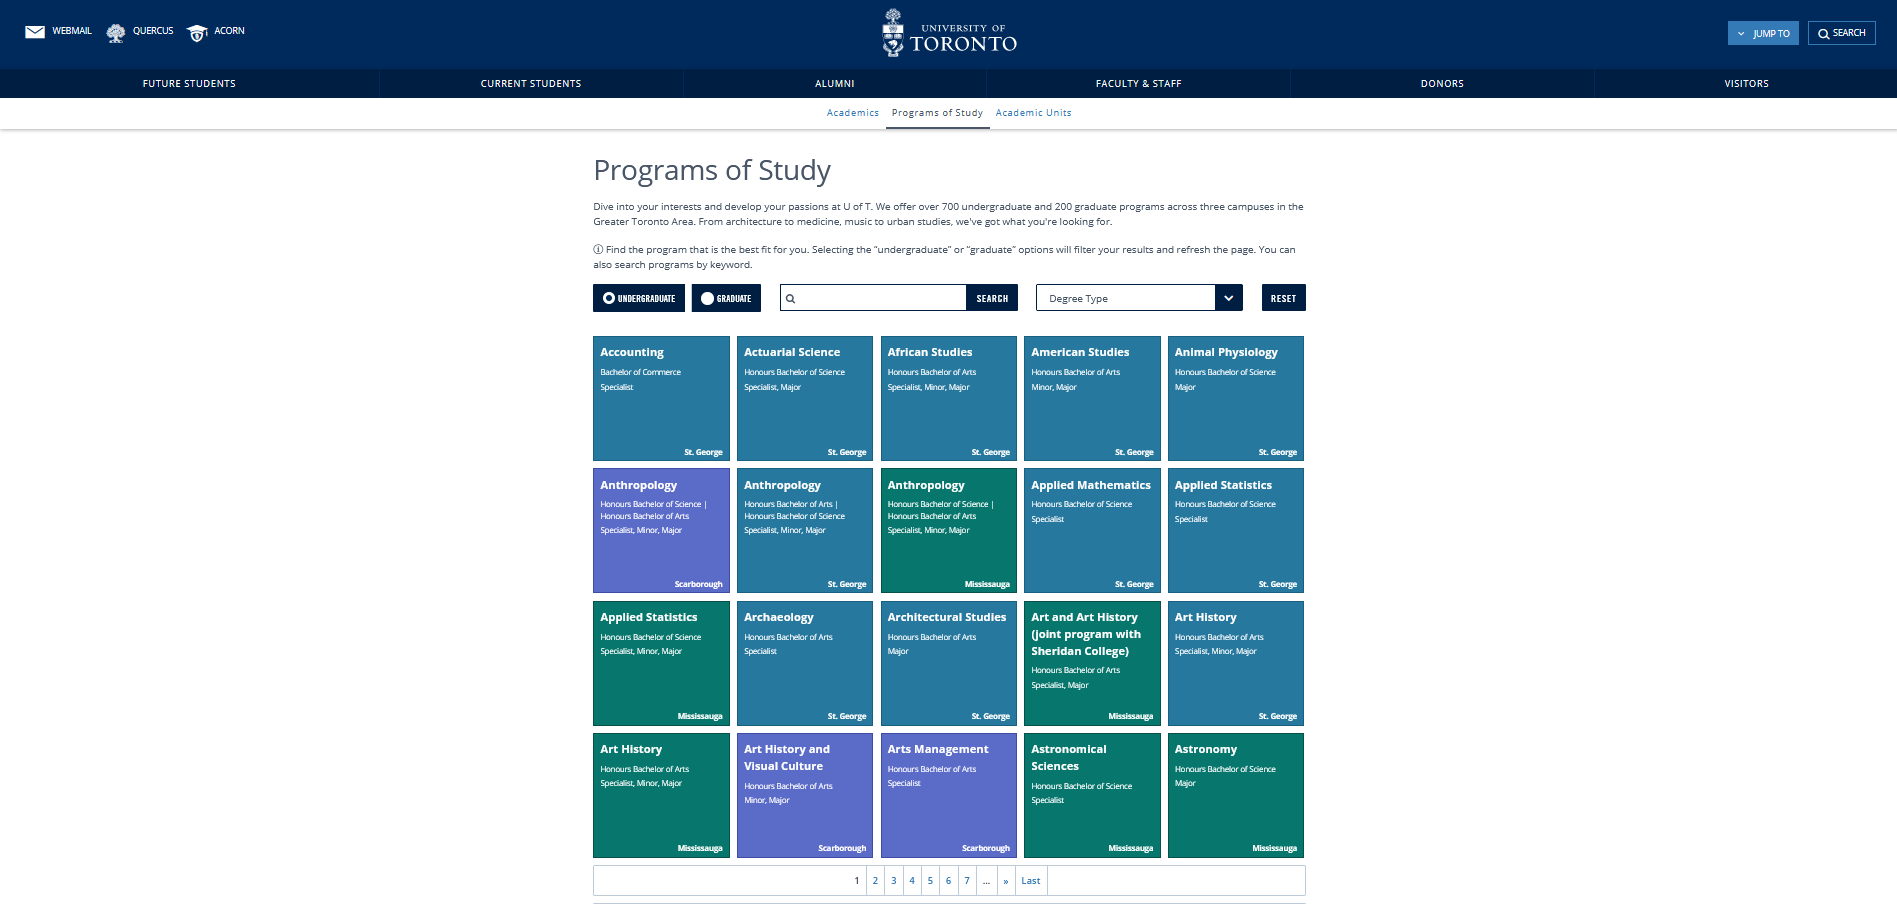 WEBMAIL
QUERCUS
ACORN
UNIVERSITY OF
TORONTO
JUMP TO
SEARCH
FUTURE STUDENTS
CURRENT STUDENTS
ALUMNI
FACULTY & STAFF
DONORS
VISITORS
Academics
Programs of Study
Academic Units
Programs of Study
Dive into your interests and develop your passions at U of T. We offer over 700 undergraduate and 200 graduate programs across three campuses in the
Greater Toronto Area. From architecture to medicine, music to urban studies, we've got what you're looking for.
Find the program that is the best fit for you. Selecting the “undergraduate” or “graduate” options will filter your results and refresh the page. You can
also search programs by keyword.
UNDERGRADUATE
GRADUATE
SEARCH
Degree Type
RESET
Accounting
Bachelor of Commerce
Specialist
St. George
Actuarial Science
Honours Bachelor of Science
Specialist, Major
St. George
African Studies
Honours Bachelor of Arts
Specialist, Minor, Major
St. George
American Studies
Honours Bachelor of Arts
Minor, Major
St. George
Animal Physiology
Honours Bachelor of Science
Major
St. George
Anthropology
Honours Bachelor of Science |
Honours Bachelor of Arts
Specialist, Minor, Major
Scarborough
Anthropology
Honours Bachelor of Arts |
Honours Bachelor of Science
Specialist, Minor, Major
St. George
Anthropology
Honours Bachelor of Science |
Honours Bachelor of Arts
Specialist, Minor, Major
Mississauga
Applied Mathematics
Honours Bachelor of Science
Specialist
St. George
Applied Statistics
Honours Bachelor of Science
Specialist
St. George
Applied Statistics
Honours Bachelor of Science
Specialist, Minor, Major
Mississauga
Archaeology
Honours Bachelor of Arts
Specialist
St. George
Architectural Studies
Honours Bachelor of Arts
Major
St. George
Art and Art History
(joint program with
Sheridan College)
Honours Bachelor of Arts
Specialist, Major
Mississauga
Art History
Honours Bachelor of Arts
Specialist, Minor, Major
St. George
Art History
Honours Bachelor of Arts
Specialist, Minor, Major
Mississauga
Art History and
Visual Culture
Honours Bachelor of Arts
Minor, Major
Scarborough
Arts Management
Honours Bachelor of Arts
Specialist
Scarborough
Astronomical
Sciences
Honours Bachelor of Science
Specialist
Mississauga
Astronomy
Honours Bachelor of Science
Major
Mississauga
1 2 3 4 5 6 7 ... » Last